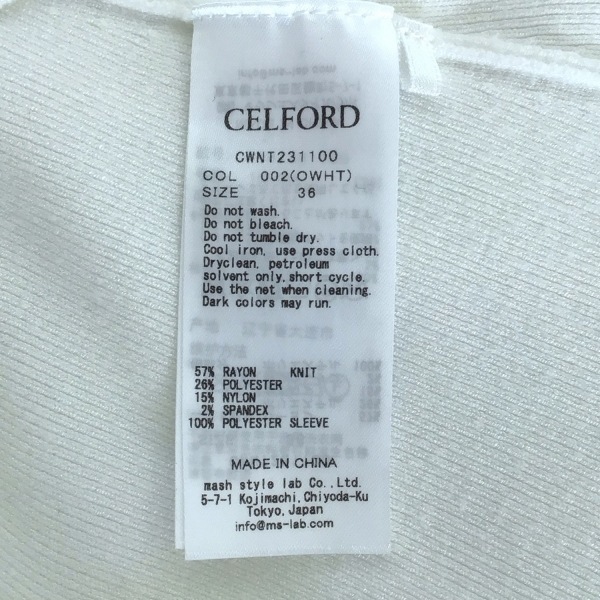 CELFORD
CWNT231100
COL 002(OWHT)
SIZE 36
Do not wash.
Do not bleach.
Do not tumble dry.
Cool iron, use press cloth.
Dryclean, petroleum
solvent only,short cycle.
Use the net when cleaning.
Dark colors may run.
57% RAYON KNIT
26% POLYESTER
15% NYLON
2% SPANDEX
100% POLYESTER SLEEVE
MADE IN CHINA
mash style lab Co.,Ltd.
5-7-1 Kojimachi,Chiyoda-Ku
Tokyo,Japan
info@ms-lab.com